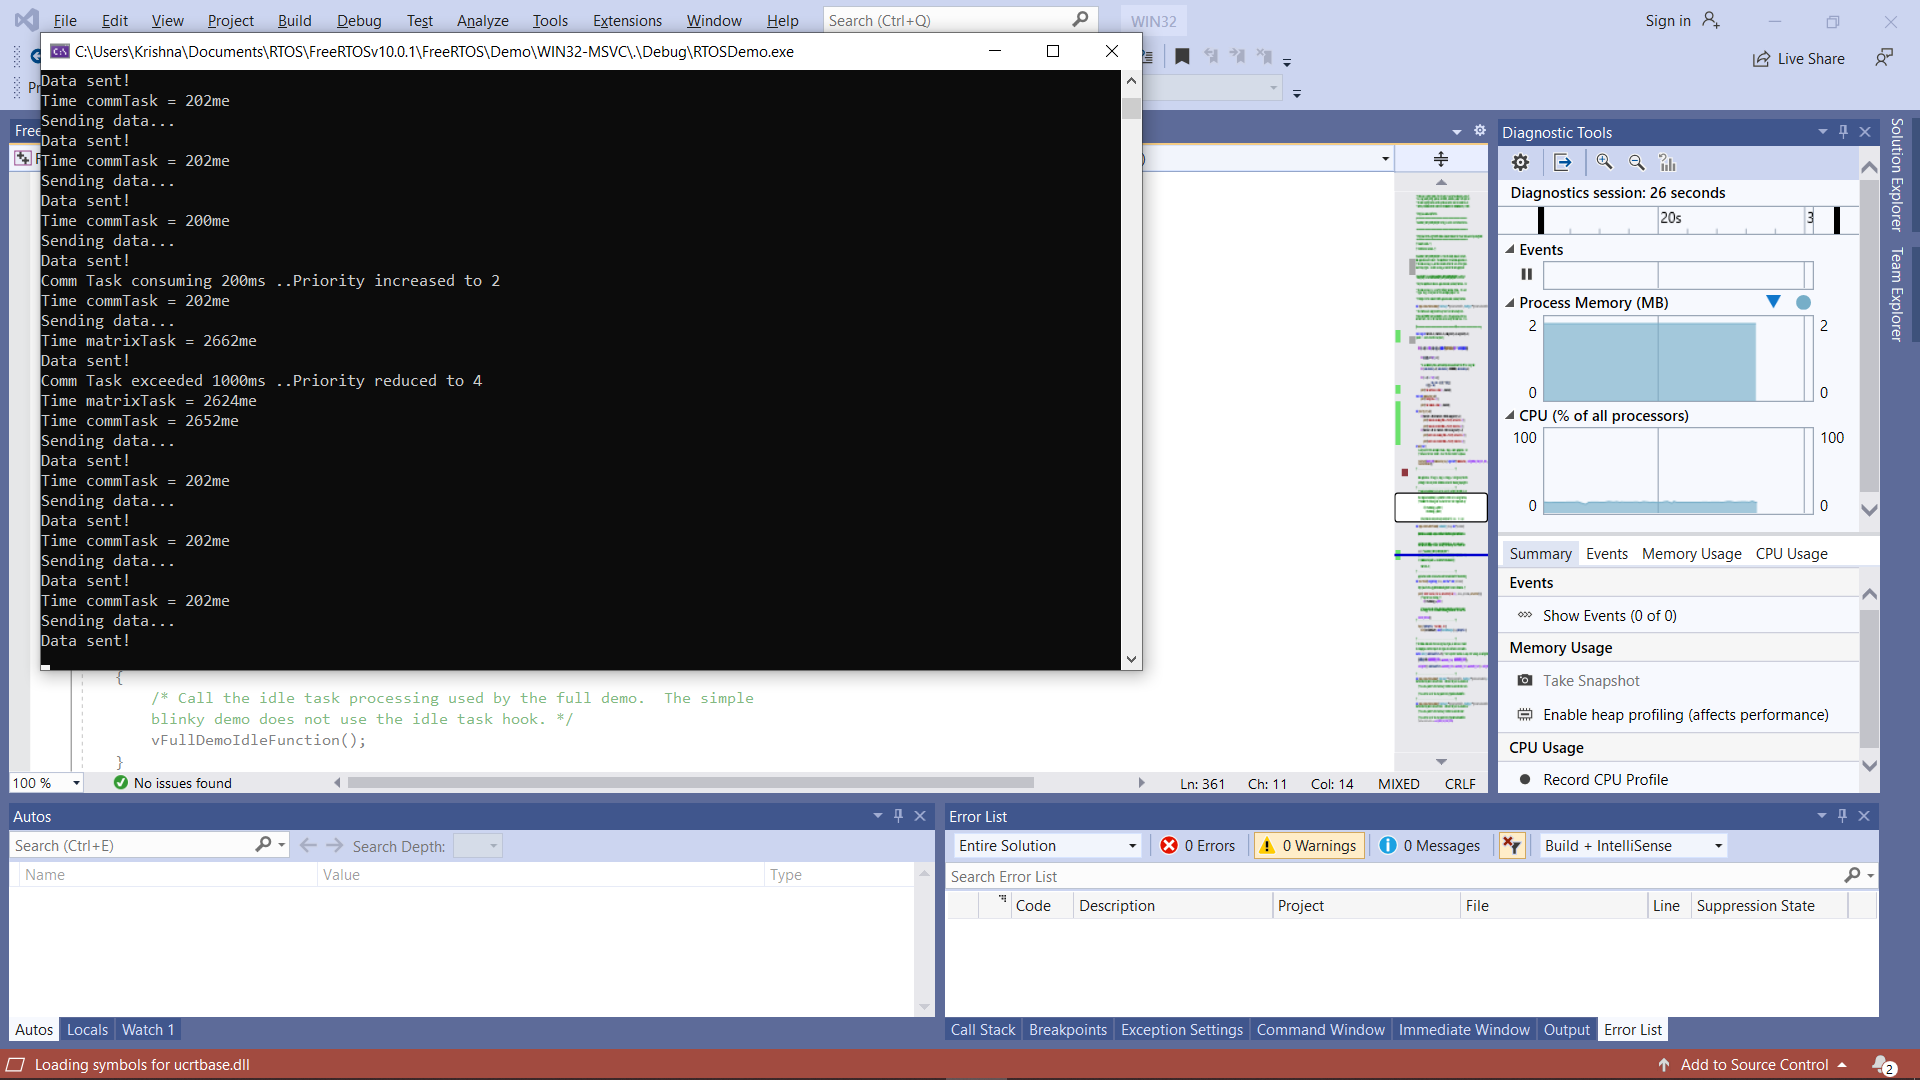 File Edit View Project Build Debug Test Analyze Tools Extensions Window Help Search (Ctrl+Q) WIN32 Sign in
C:\Users\Krishna\Documents\RTOS\FreeRTOSv10.0.1\FreeRTOS\Demo\WIN32-MSVC\.\Debug\RTOSDemo.exe
Live Share
Data sent!
Time commTask = 202me
Sending data...
Data sent!
Time commTask = 202me
Sending data...
Data sent!
Time commTask = 200me
Sending data...
Data sent!
Comm Task consuming 200ms ..Priority increased to 2
Time commTask = 202me
Sending data...
Time matrixTask = 2662me
Data sent!
Comm Task exceeded 1000ms ..Priority reduced to 4
Time matrixTask = 2624me
Time commTask = 2652me
Sending data...
Data sent!
Time commTask = 202me
Sending data...
Data sent!
Time commTask = 202me
Sending data...
Data sent!
Time commTask = 202me
Sending data...
Data sent!
Pr
Free
{
/* Call the idle task processing used by the full demo. The simple
blinky demo does not use the idle task hook. */
vFullDemoIdleFunction();
}
100 % No issues found Ln: 361 Ch: 11 Col: 14 MIXED CRLF
Diagnostic Tools
Diagnostics session: 26 seconds
20s 3
Events
Process Memory (MB)
2 2
0 0
CPU (% of all processors)
100 100
0 0
Summary Events Memory Usage CPU Usage
Events
Show Events (0 of 0)
Memory Usage
Take Snapshot
Enable heap profiling (affects performance)
CPU Usage
Record CPU Profile
Solution Explorer
Team Explorer
Autos
Search (Ctrl+E) Search Depth:
Name Value Type
Autos Locals Watch 1
Error List
Entire Solution 0 Errors 0 Warnings 0 Messages Build + IntelliSense
Search Error List
Code Description Project File Line Suppression State
Call Stack Breakpoints Exception Settings Command Window Immediate Window Output Error List
Loading symbols for ucrtbase.dll Add to Source Control 2